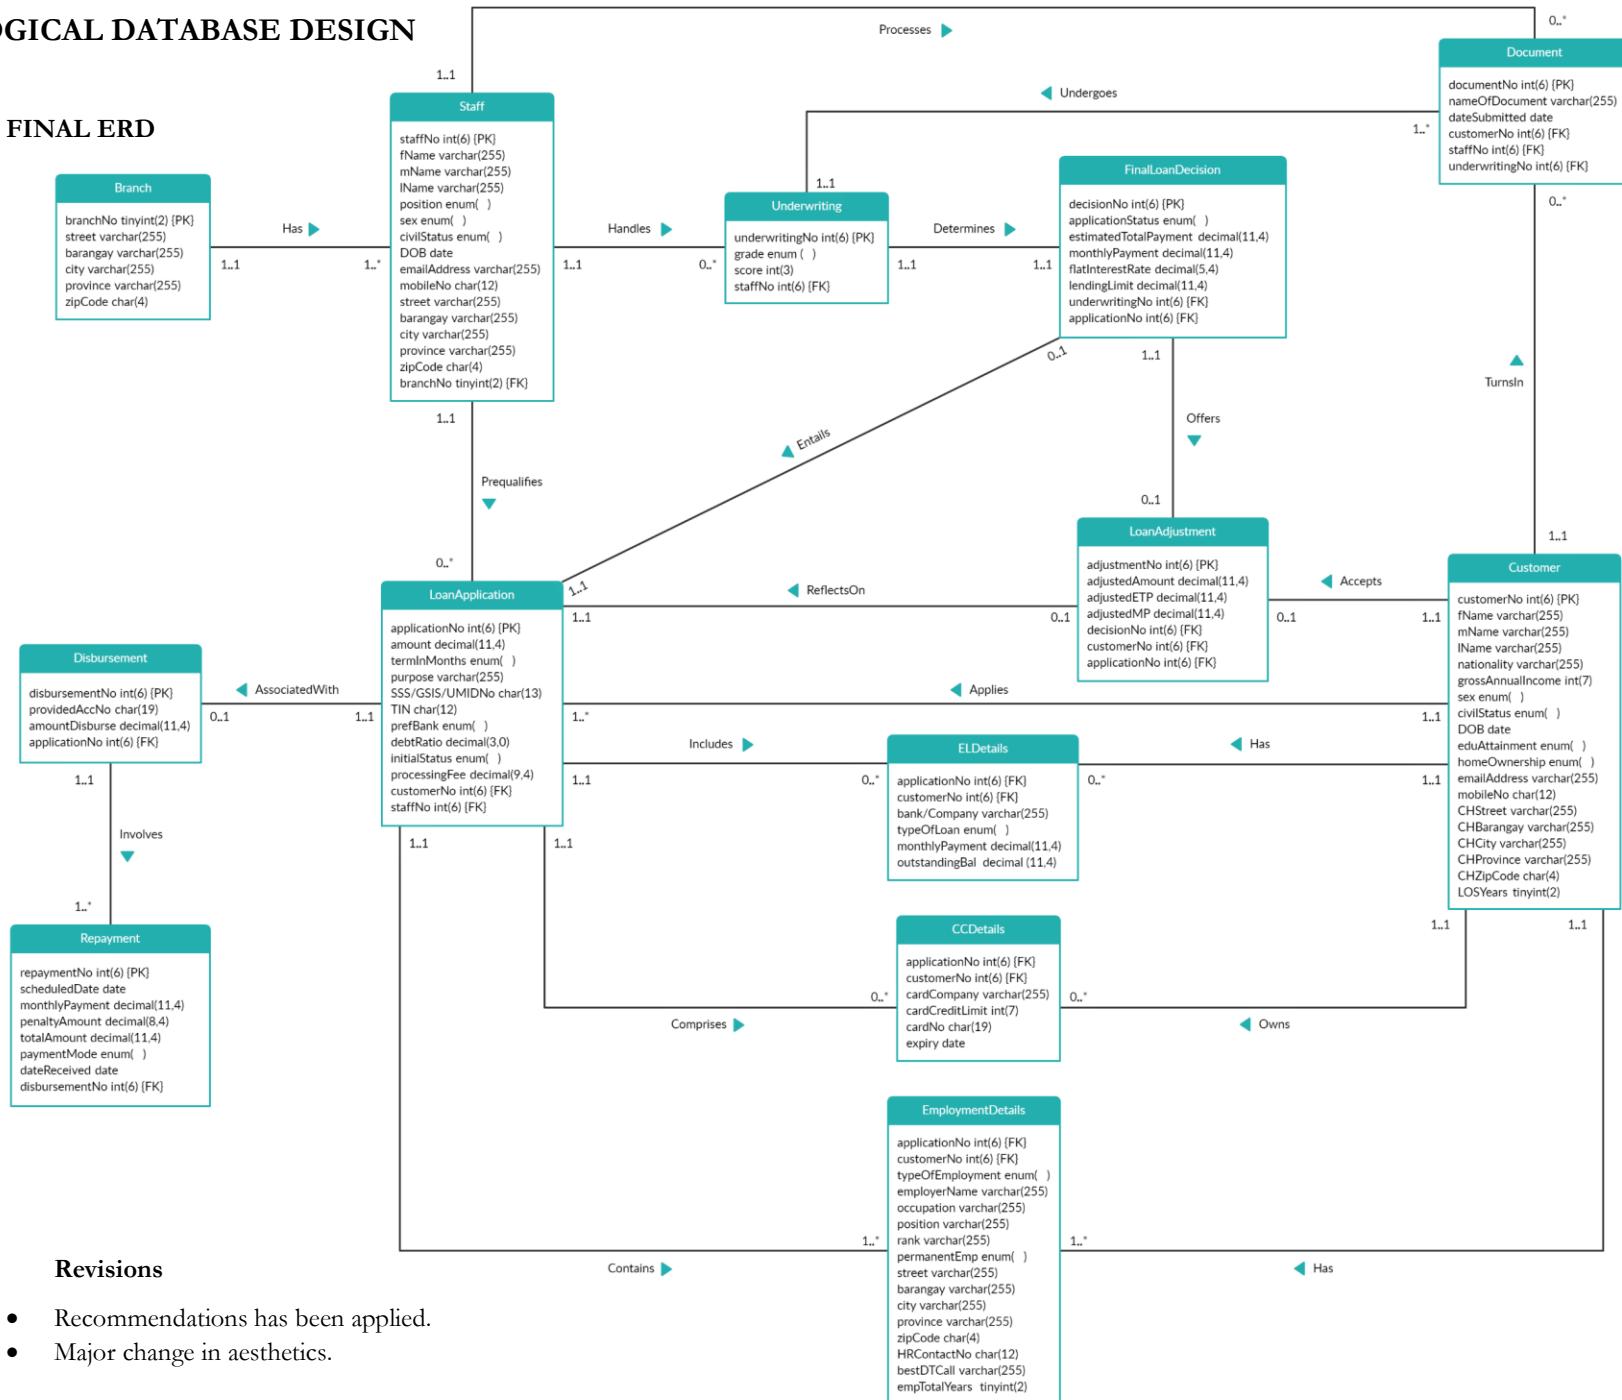 OGICAL DATABASE DESIGN
FINAL ERD
Processes
0..*
1..1
Document
documentNo int(6) {PK}
nameOfDocument varchar(255)
dateSubmitted date
customerNo int(6) {FK}
staffNo int(6) {FK}
underwritingNo int(6) {FK}
Undergoes
1..*
1..1
0..*
Staff
staffNo int(6) {PK}
fName varchar(255)
mName varchar(255)
lName varchar(255)
position enum( )
sex enum( )
civilStatus enum( )
DOB date
emailAddress varchar(255)
mobileNo char(12)
street varchar(255)
barangay varchar(255)
city varchar(255)
province varchar(255)
zipCode char(4)
branchNo tinyint(2) {FK}
Branch
branchNo tinyint(2) {PK}
street varchar(255)
barangay varchar(255)
city varchar(255)
province varchar(255)
zipCode char(4)
Has
1..1
1..*
Handles
1..1
0..*
Underwriting
underwritingNo int(6) {PK}
grade enum ( )
score int(3)
staffNo int(6) {FK}
Determines
1..1
1..1
FinalLoanDecision
decisionNo int(6) {PK}
applicationStatus enum( )
estimatedTotalPayment decimal(11,4)
monthlyPayment decimal(11,4)
flatInterestRate decimal(5,4)
lendingLimit decimal(11,4)
underwritingNo int(6) {FK}
applicationNo int(6) {FK}
0..1
1..1
TurnsIn
1..1
Offers
0..1
Entails
1..1
1..1
Prequalifies
0..*
LoanAdjustment
adjustmentNo int(6) {PK}
adjustedAmount decimal(11,4)
adjustedETP decimal(11,4)
adjustedMP decimal(11,4)
decisionNo int(6) {FK}
customerNo int(6) {FK}
applicationNo int(6) {FK}
Accepts
0..1
1..1
ReflectsOn
1..1
0..1
Customer
customerNo int(6) {PK}
fName varchar(255)
mName varchar(255)
lName varchar(255)
nationality varchar(255)
grossAnnualIncome int(7)
sex enum( )
civilStatus enum( )
DOB date
eduAttainment enum( )
homeOwnership enum( )
emailAddress varchar(255)
mobileNo char(12)
CHStreet varchar(255)
CHBarangay varchar(255)
CHCity varchar(255)
CHProvince varchar(255)
CHZipCode char(4)
LOSYears tinyint(2)
LoanApplication
applicationNo int(6) {PK}
amount decimal(11,4)
termInMonths enum( )
purpose varchar(255)
SSS/GSIS/UMIDNo char(13)
TIN char(12)
prefBank enum( )
debtRatio decimal(3,0)
initialStatus enum( )
processingFee decimal(9,4)
customerNo int(6) {FK}
staffNo int(6) {FK}
Disbursement
disbursementNo int(6) {PK}
providedAccNo char(19)
amountDisburse decimal(11,4)
applicationNo int(6) {FK}
AssociatedWith
0..1
1..1
Applies
1..*
1..1
Includes
1..1
0..*
ELDetails
applicationNo int(6) {FK}
customerNo int(6) {FK}
bank/Company varchar(255)
typeOfLoan enum( )
monthlyPayment decimal(11,4)
outstandingBal decimal (11,4)
Has
0..*
1..1
1..1
Involves
1..*
Repayment
repaymentNo int(6) {PK}
scheduledDate date
monthlyPayment decimal(11,4)
penaltyAmount decimal(8,4)
totalAmount decimal(11,4)
paymentMode enum( )
dateReceived date
disbursementNo int(6) {FK}
1..1
1..1
1..1
1..1
CCDetails
applicationNo int(6) {FK}
customerNo int(6) {FK}
cardCompany varchar(255)
cardCreditLimit int(7)
cardNo char(19)
expiry date
0..*
0..*
Comprises
Owns
EmploymentDetails
applicationNo int(6) {FK}
customerNo int(6) {FK}
typeOfEmployment enum( )
employerName varchar(255)
occupation varchar(255)
position varchar(255)
rank varchar(255)
permanentEmp enum( )
street varchar(255)
barangay varchar(255)
city varchar(255)
province varchar(255)
zipCode char(4)
HRContactNo char(12)
bestDTCall varchar(255)
empTotalYears tinyint(2)
1..*
1..*
Contains
Has
Revisions
• Recommendations has been applied.
• Major change in aesthetics.